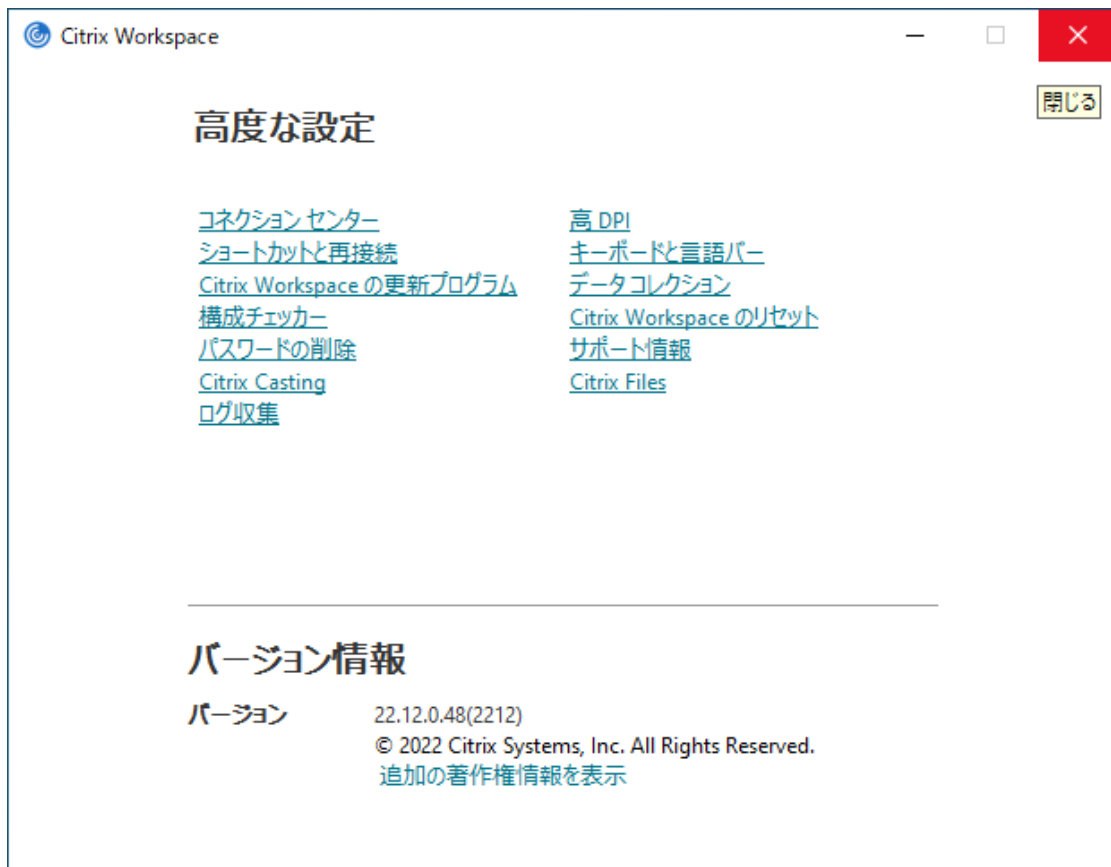 Citrix Workspace
閉じる
高度な設定
コネクション センター
ショートカットと再接続
Citrix Workspace の更新プログラム
構成チェッカー
パスワードの削除
Citrix Casting
ログ収集
高 DPI
キーボードと言語バー
データコレクション
Citrix Workspace のリセット
サポート情報
Citrix Files
バージョン情報
バージョン 22.12.0.48(2212)
© 2022 Citrix Systems, Inc. All Rights Reserved.
追加の著作権情報を表示